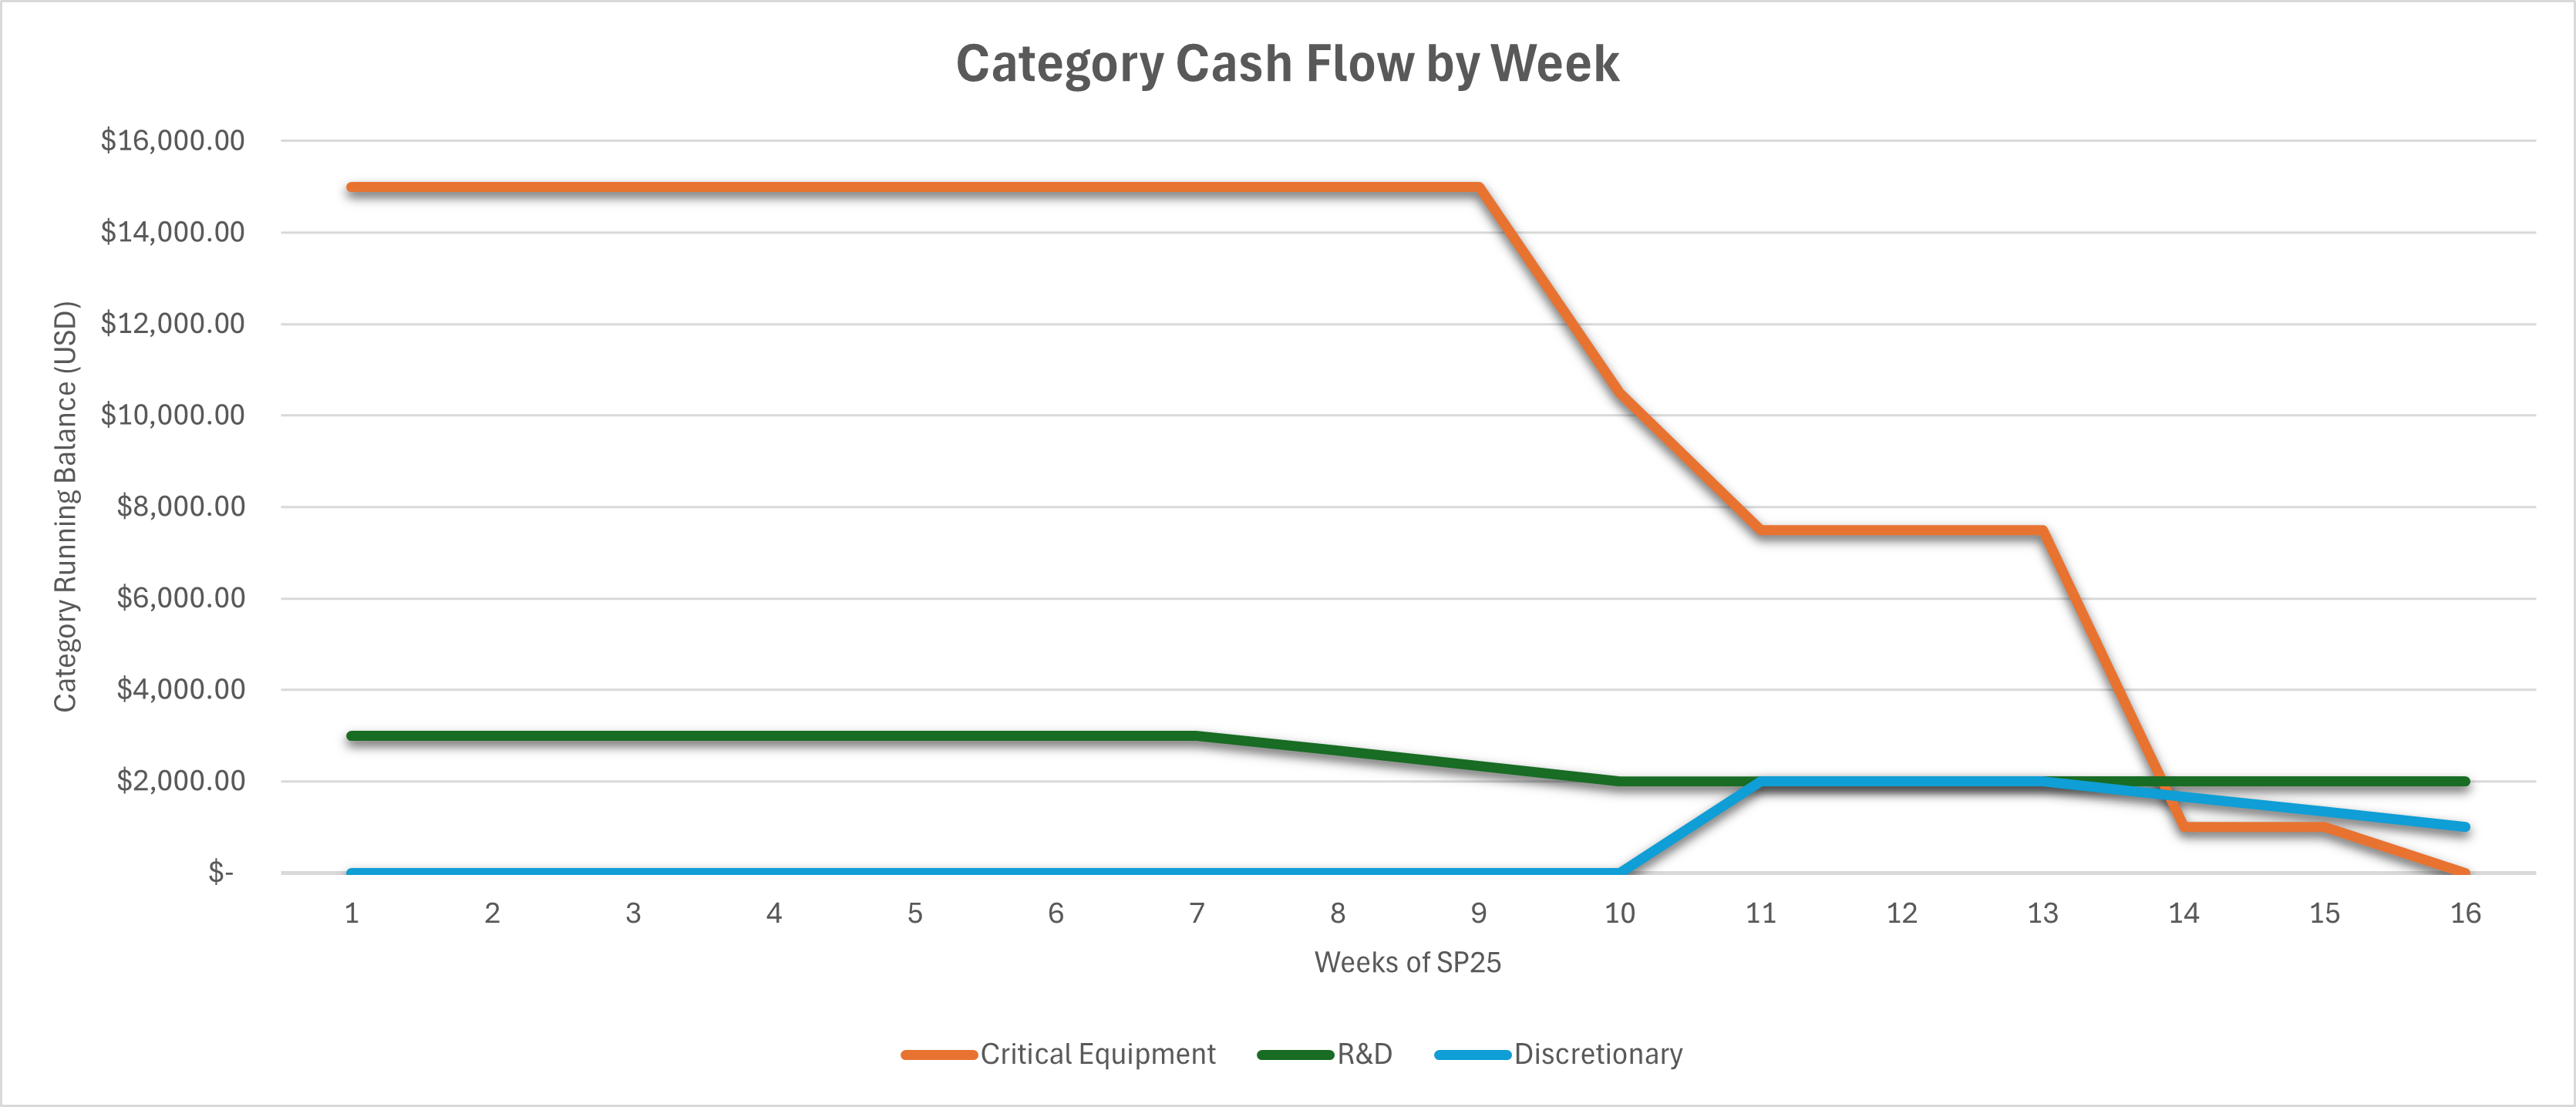 Category Cash Flow by Week
Category Running Balance (USD)
$16,000.00
$14,000.00
$12,000.00
$10,000.00
$8,000.00
$6,000.00
$4,000.00
$2,000.00
$-
1 2 3 4 5 6 7 8 9 10 11 12 13 14 15 16
Weeks of SP25
Critical Equipment R&D Discretionary